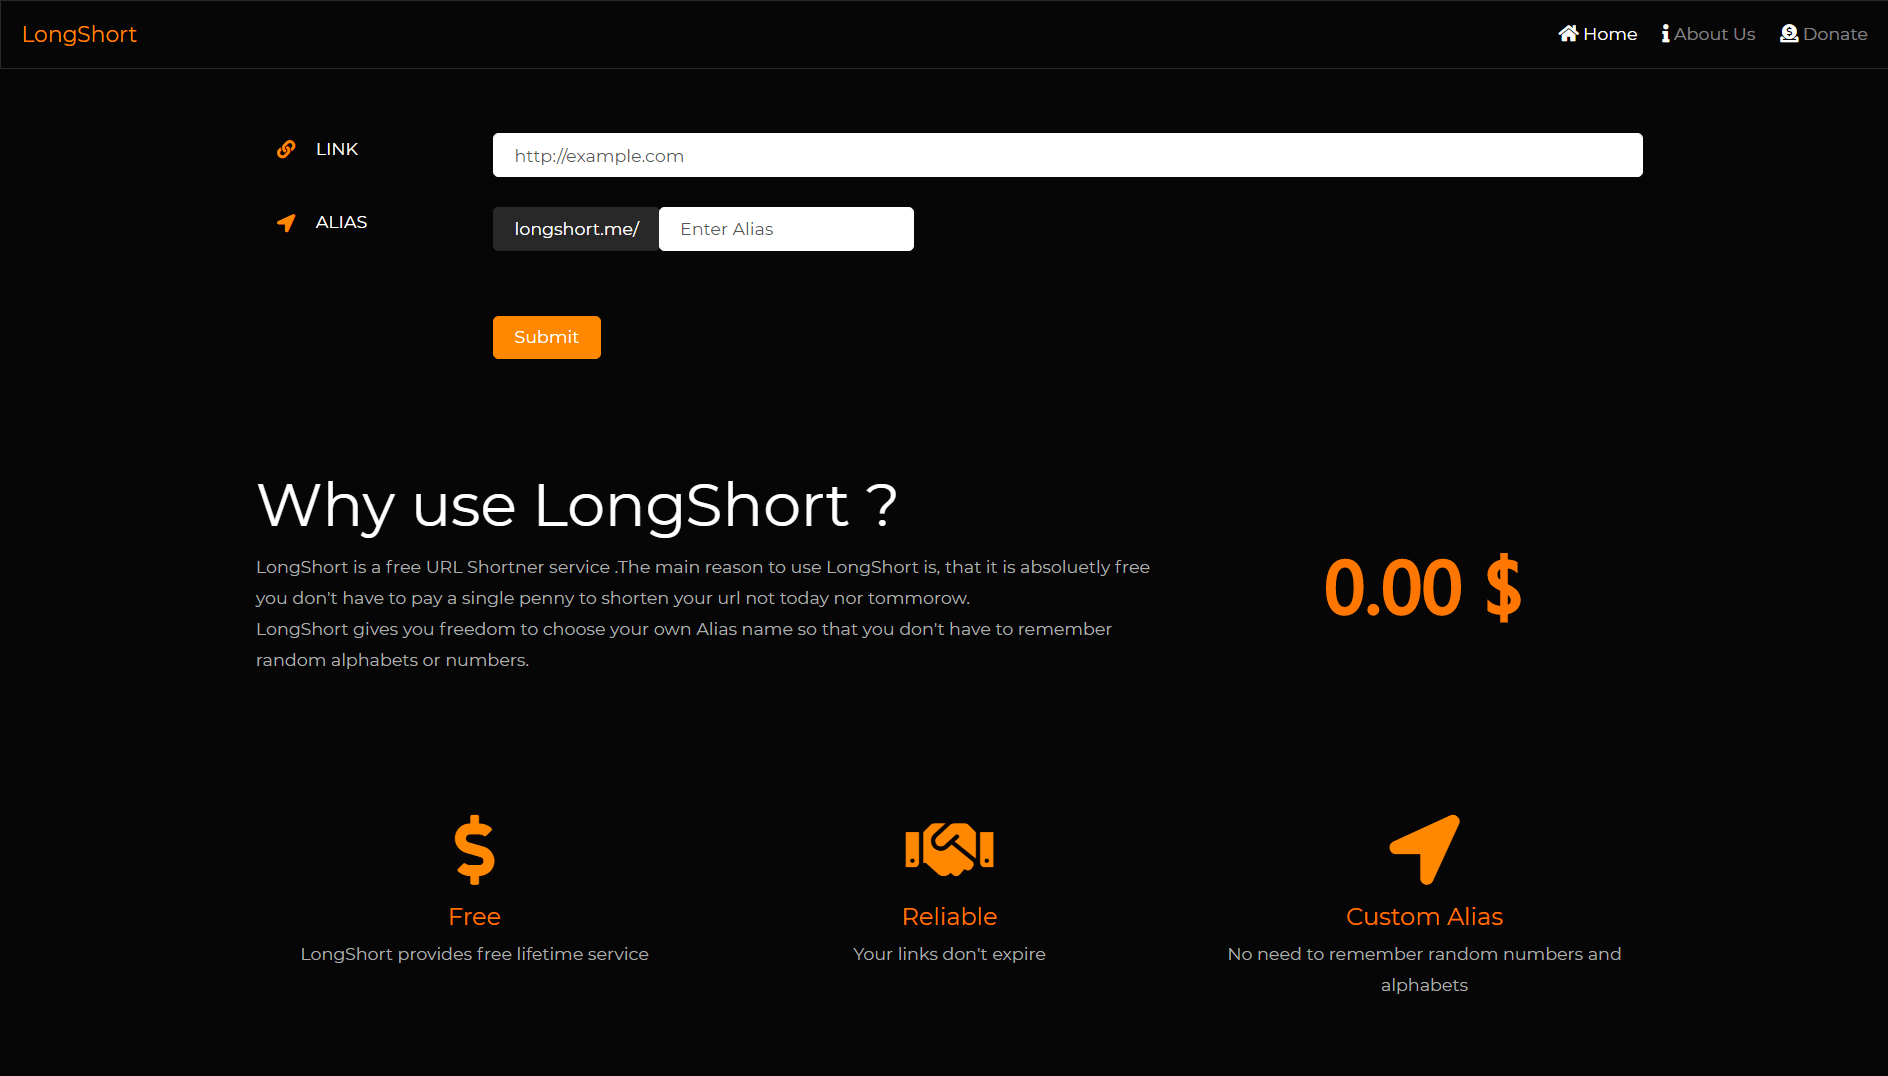 LongShort
Home About Us Donate
LINK
http://example.com
ALIAS
longshort.me/ Enter Alias
Submit
Why use LongShort ?
LongShort is a free URL Shortner service .The main reason to use LongShort is, that it is absoluetly free
you don't have to pay a single penny to shorten your url not today nor tommorow.
LongShort gives you freedom to choose your own Alias name so that you don't have to remember
random alphabets or numbers.
0.00 $
Free
LongShort provides free lifetime service
Reliable
Your links don't expire
Custom Alias
No need to remember random numbers and
alphabets